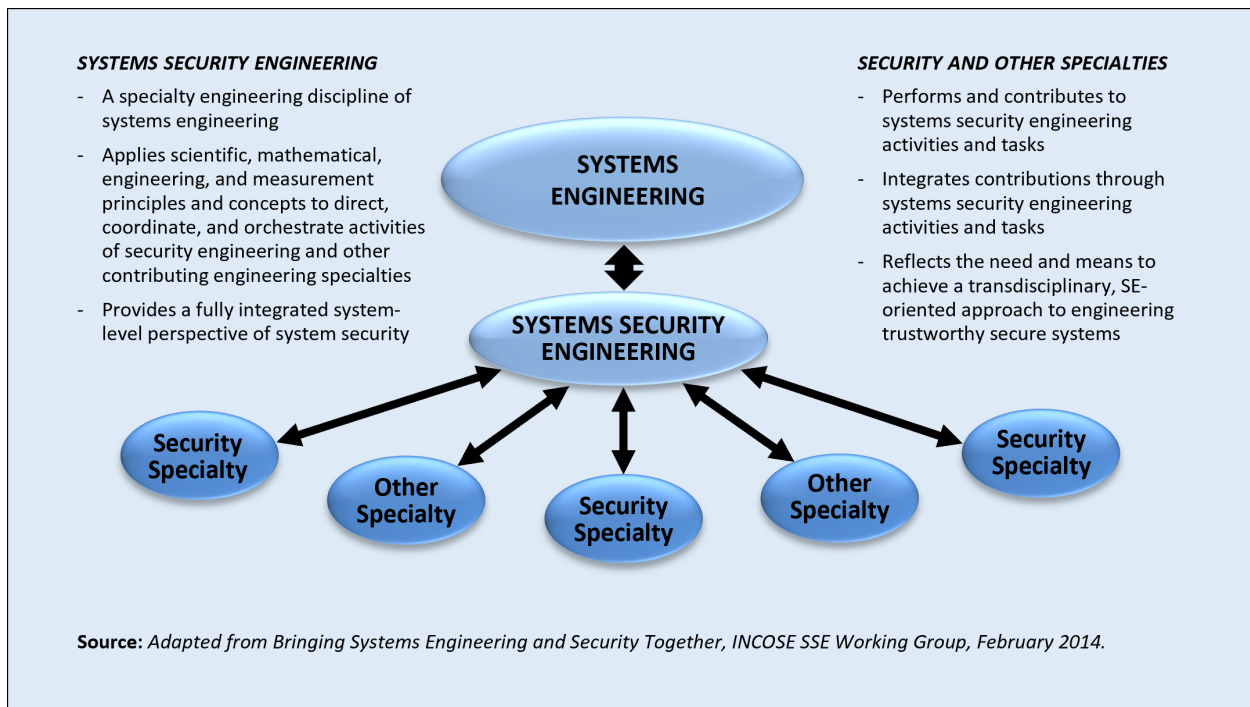 SYSTEMS SECURITY ENGINEERING
- A specialty engineering discipline of
systems engineering
- Applies scientific, mathematical,
engineering, and measurement
principles and concepts to direct,
coordinate, and orchestrate activities
of security engineering and other
contributing engineering specialties
- Provides a fully integrated system-
level perspective of system security
SECURITY AND OTHER SPECIALTIES
- Performs and contributes to
systems security engineering
activities and tasks
- Integrates contributions through
systems security engineering
activities and tasks
- Reflects the need and means to
achieve a transdisciplinary, SE-
oriented approach to engineering
trustworthy secure systems
SYSTEMS
ENGINEERING
SYSTEMS SECURITY
ENGINEERING
Security
Specialty
Other
Specialty
Security
Specialty
Other
Specialty
Security
Specialty
Source: Adapted from Bringing Systems Engineering and Security Together, INCOSE SSE Working Group, February 2014.